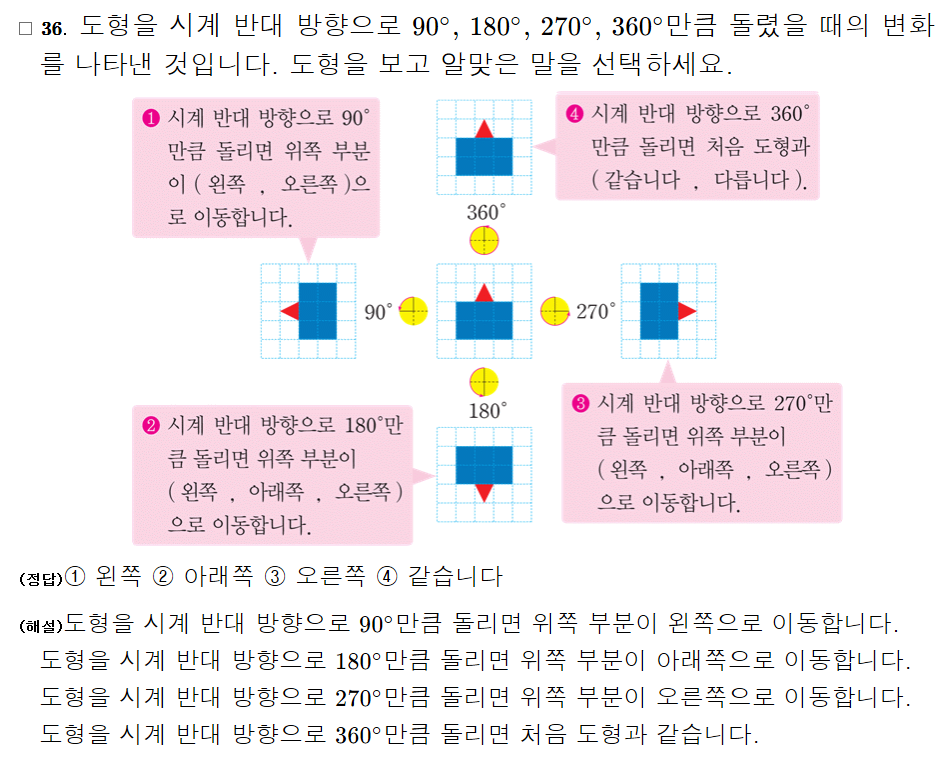 □ 36. 도형을 시계 반대 방향으로 90°, 180°, 270°, 360°만큼 돌렸을 때의 변화
를 나타낸 것입니다. 도형을 보고 알맞은 말을 선택하세요.
❶ 시계 반대 방향으로 90°
만큼 돌리면 위쪽 부분
이 ( 왼쪽 , 오른쪽 )으
로 이동합니다.
❹ 시계 반대 방향으로 360°
만큼 돌리면 처음 도형과
( 같습니다 , 다릅니다 ).
360°
90°
270°
180°
❷ 시계 반대 방향으로 180°만
큼 돌리면 위쪽 부분이
( 왼쪽 , 아래쪽 , 오른쪽 )
으로 이동합니다.
❸ 시계 반대 방향으로 270°만
큼 돌리면 위쪽 부분이
( 왼쪽 , 아래쪽 , 오른쪽 )
으로 이동합니다.
(정답)① 왼쪽 ② 아래쪽 ③ 오른쪽 ④ 같습니다
(해설)도형을 시계 반대 방향으로 90°만큼 돌리면 위쪽 부분이 왼쪽으로 이동합니다.
도형을 시계 반대 방향으로 180°만큼 돌리면 위쪽 부분이 아래쪽으로 이동합니다.
도형을 시계 반대 방향으로 270°만큼 돌리면 위쪽 부분이 오른쪽으로 이동합니다.
도형을 시계 반대 방향으로 360°만큼 돌리면 처음 도형과 같습니다.